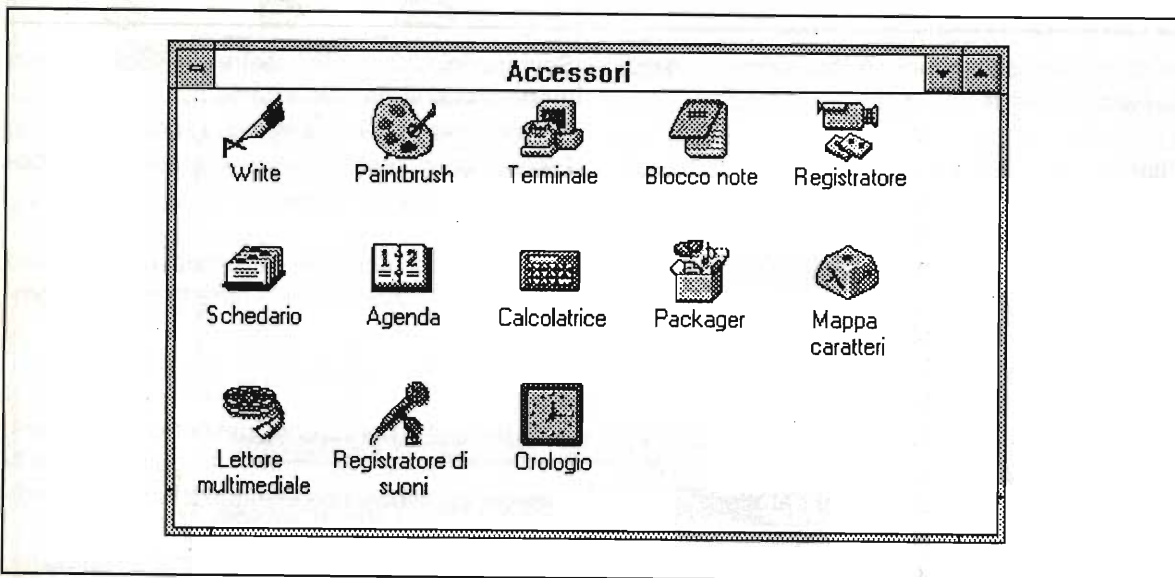 Accessori
Write
Paintbrush
Terminale
Blocco note
Registratore
Schedario
Agenda
Calcolatrice
Packager
Mappa
caratteri
Lettore
multimediale
Registratore di
suoni
Orologio